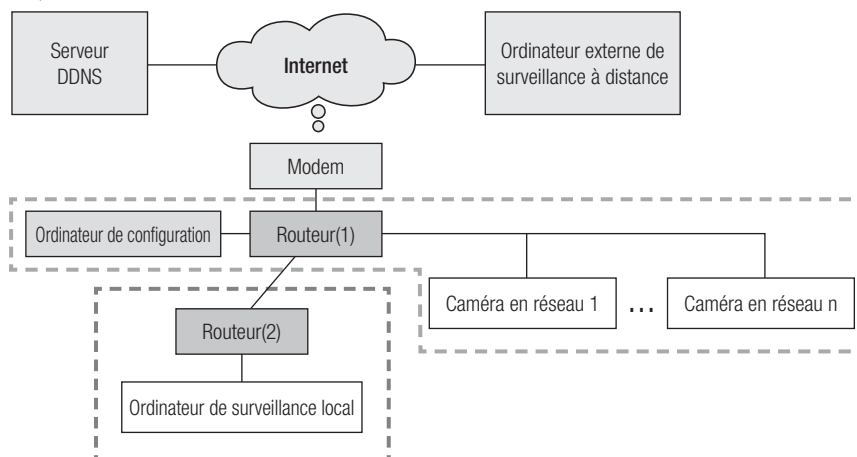 Serveur
DDNS
Internet
Ordinateur externe de
surveillance à distance
Modem
Ordinateur de configuration
Routeur(1)
Caméra en réseau 1
...
Caméra en réseau n
Routeur(2)
Ordinateur de surveillance local